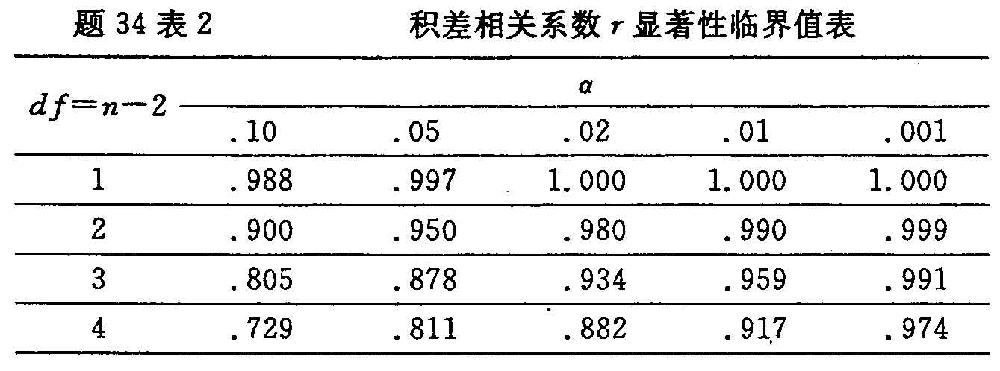 题 34 表 2 积差相关系数 r 显著性临界值表
α
df=n-2
.10 .05 .02 .01 .001
1 .988 .997 1.000 1.000 1.000
2 .900 .950 .980 .990 .999
3 .805 .878 .934 .959 .991
4 .729 .811 .882 .917 .974